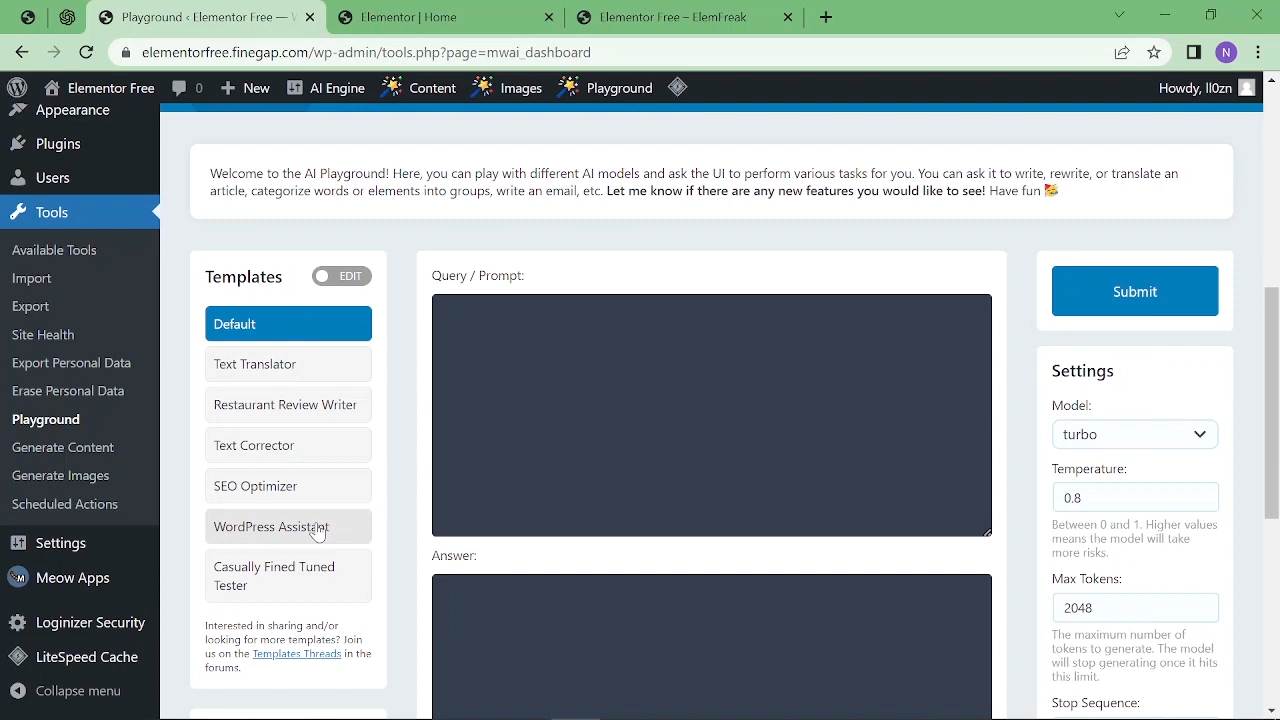 Playground ‹ Elementor Free — V
Elementor | Home
Elementor Free – ElemFreak
elementorfree.finegap.com/wp-admin/tools.php?page=mwai_dashboard
N
Elementor Free
0
New
AI Engine
Content
Images
Playground
Howdy, ll0zn
Appearance
Plugins
Users
Tools
Available Tools
Import
Export
Site Health
Export Personal Data
Erase Personal Data
Playground
Generate Content
Generate Images
Scheduled Actions
Settings
Meow Apps
Loginizer Security
LiteSpeed Cache
Collapse menu
Welcome to the AI Playground! Here, you can play with different AI models and ask the UI to perform various tasks for you. You can ask it to write, rewrite, or translate an
article, categorize words or elements into groups, write an email, etc. Let me know if there are any new features you would like to see! Have fun 🥳
Templates
EDIT
Default
Text Translator
Restaurant Review Writer
Text Corrector
SEO Optimizer
WordPress Assistant
Casually Fined Tuned
Tester
Interested in sharing and/or
looking for more templates? Join
us on the Templates Threads in the
forums.
Query / Prompt:
Answer:
Submit
Settings
Model:
turbo
Temperature:
0.8
Between 0 and 1. Higher values
means the model will take
more risks.
Max Tokens:
2048
The maximum number of
tokens to generate. The model
will stop generating once it hits
this limit.
Stop Sequence: